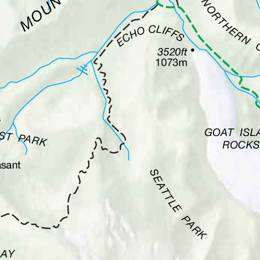 MOUN
NORTHERN
ECHO CLIFFS
3520ft
1073m
GOAT ISLA
ROCKS
ST PARK
asant
SEATTLE PARK
AY